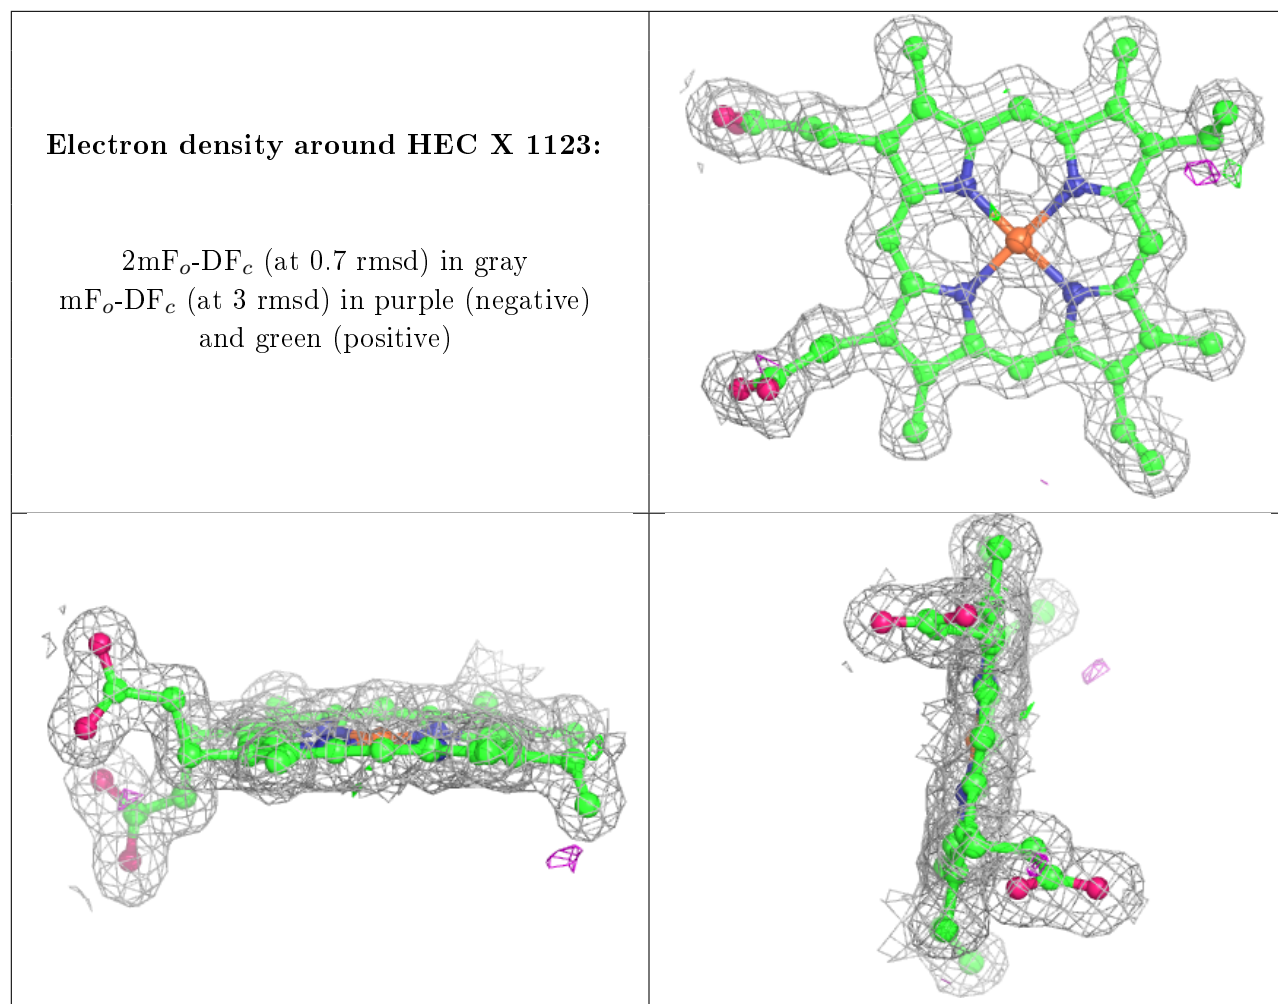 Electron density around HEC X 1123:
2mFₒ-DF𝒸 (at 0.7 rmsd) in gray
mFₒ-DF𝒸 (at 3 rmsd) in purple (negative)
and green (positive)